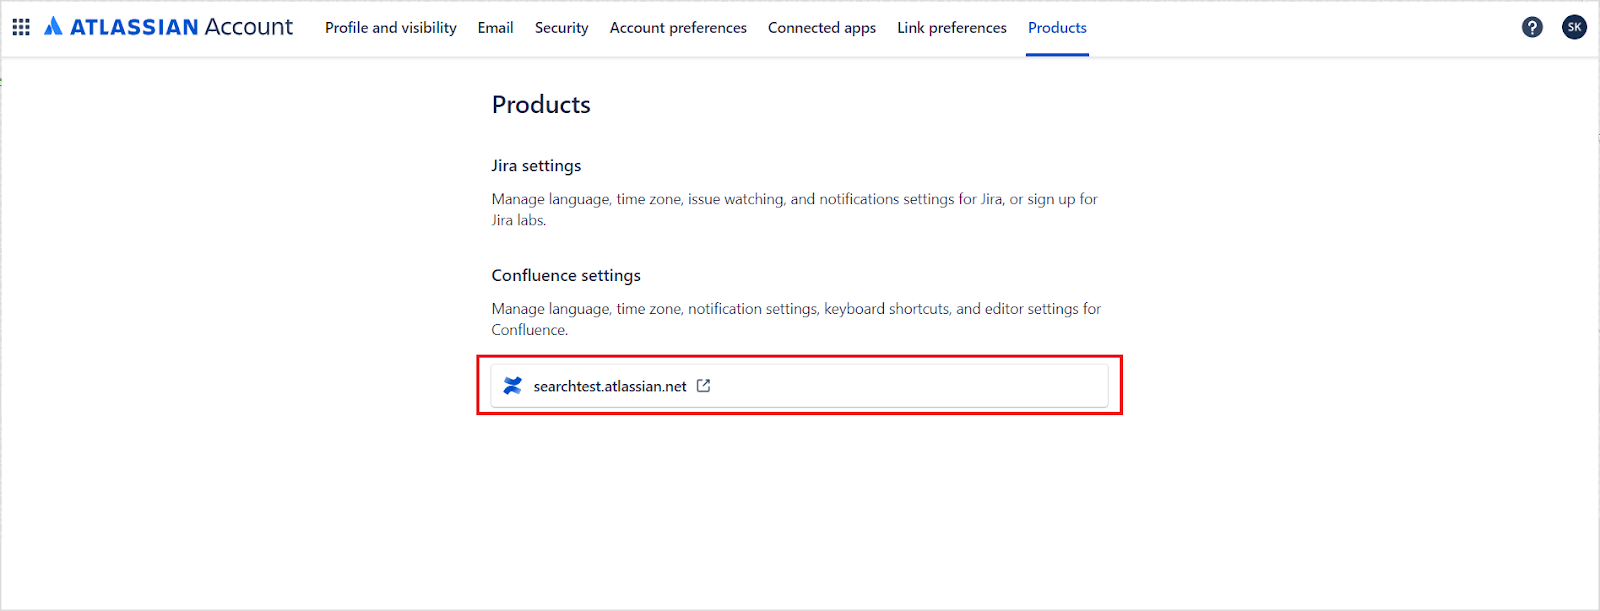 ATLASSIAN Account Profile and visibility Email Security Account preferences Connected apps Link preferences Products ? SK
Products
Jira settings
Manage language, time zone, issue watching, and notifications settings for Jira, or sign up for
Jira labs.
Confluence settings
Manage language, time zone, notification settings, keyboard shortcuts, and editor settings for
Confluence.
searchtest.atlassian.net